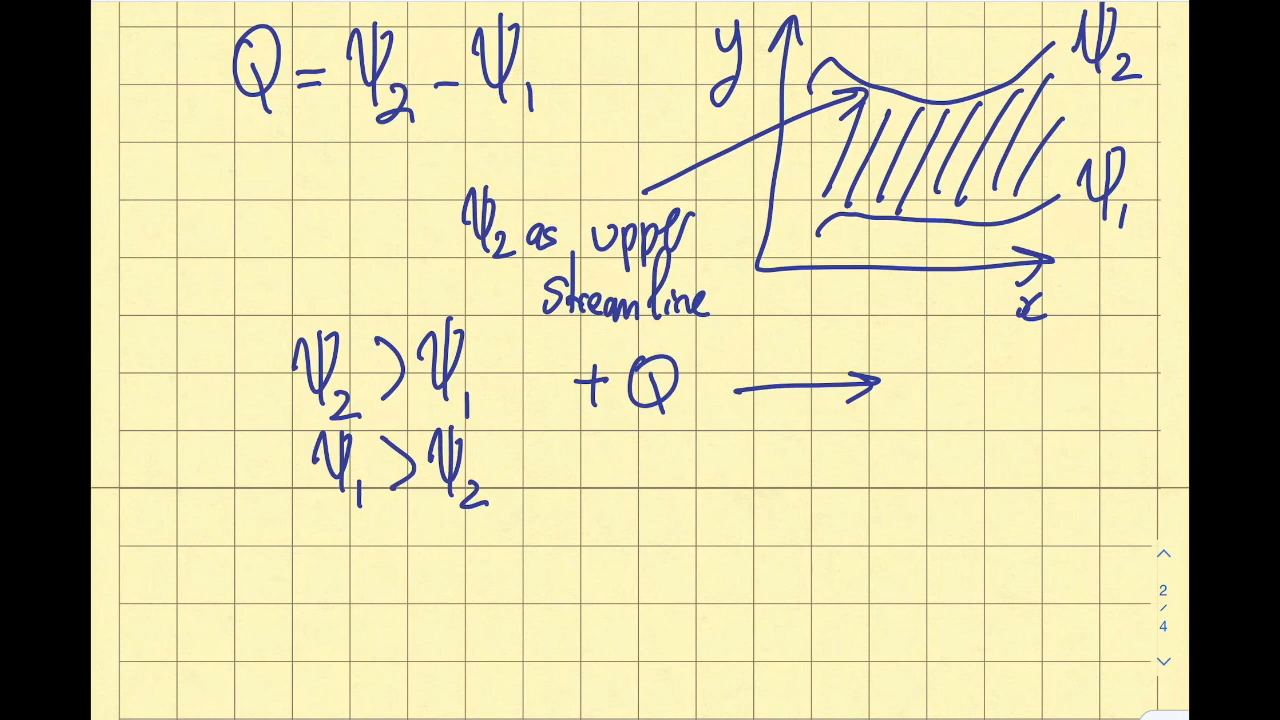 Q = ψ₂ - ψ₁
y
ψ₂
ψ₁
x
ψ₂ as upper
streamline
ψ₂ > ψ₁ + Q →
ψ₁ > ψ₂
2
/
4